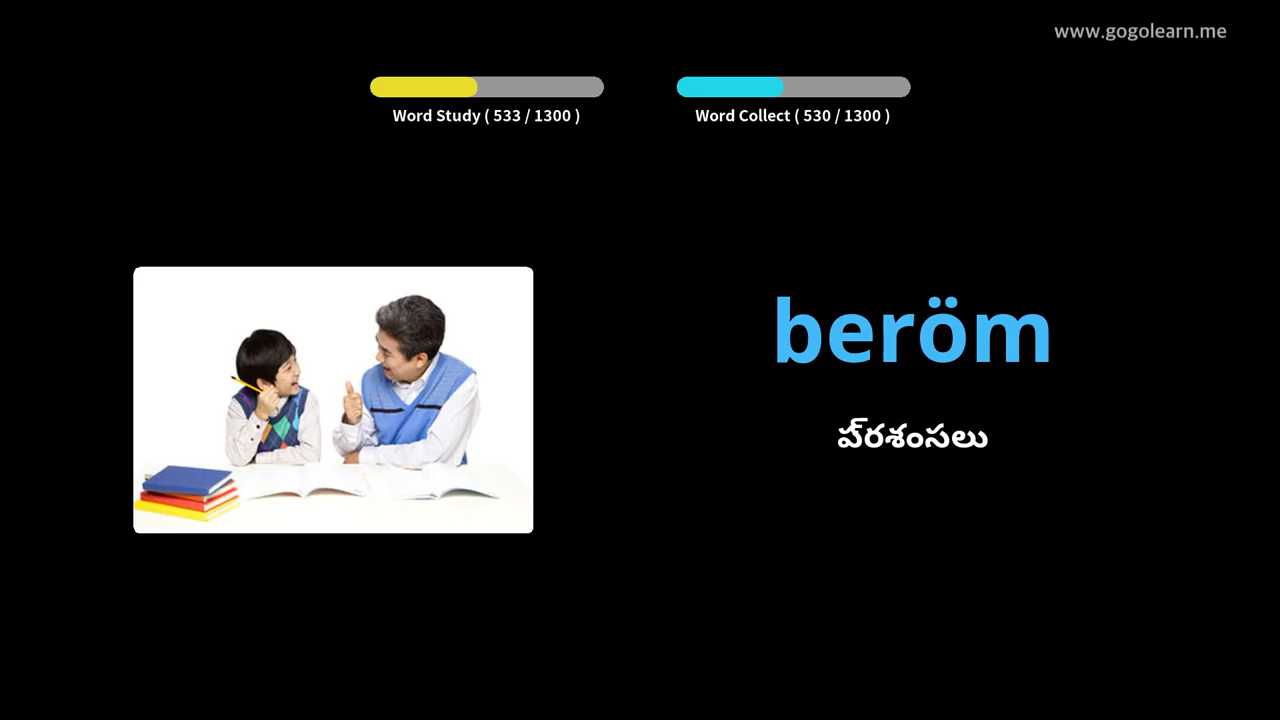 www.gogolearn.me
Word Study ( 533 / 1300 )
Word Collect ( 530 / 1300 )
beröm
ప్రశంసలు